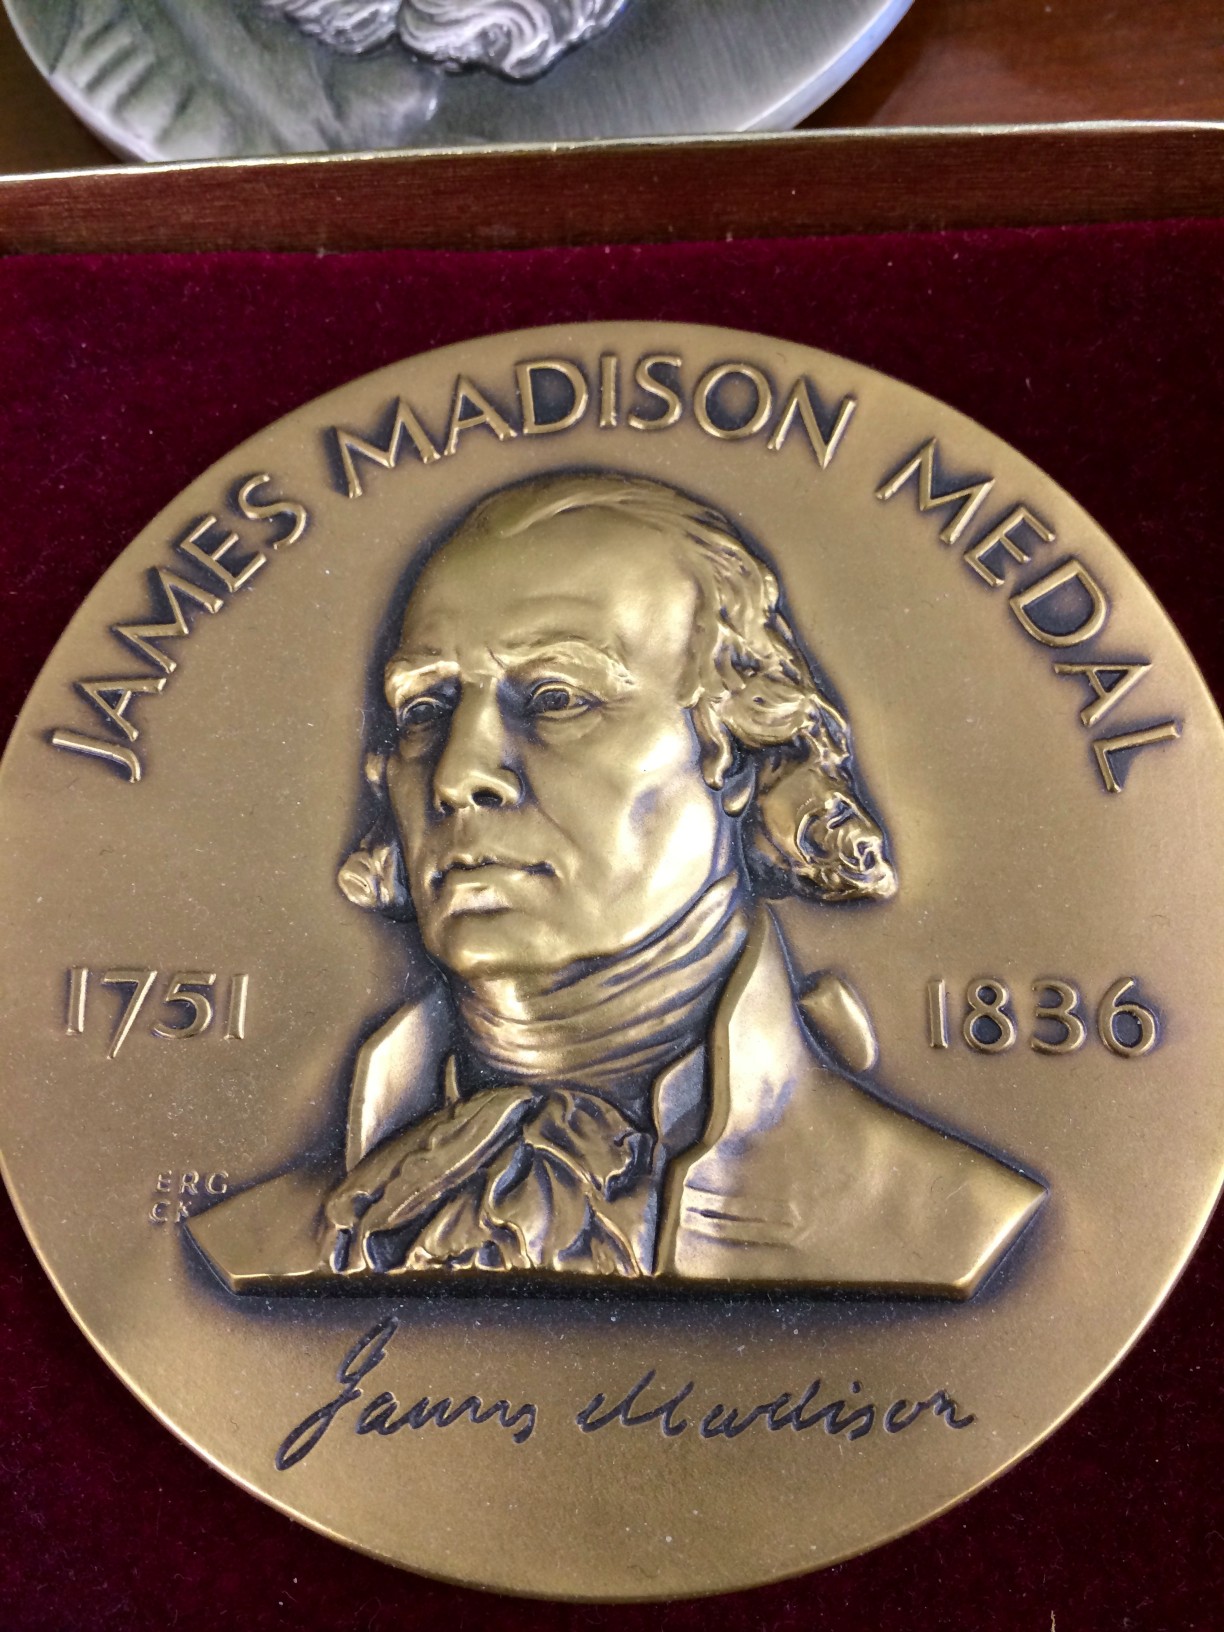 JAMES MADISON MEDAL
1751 1836
ERG
CK
James Madison